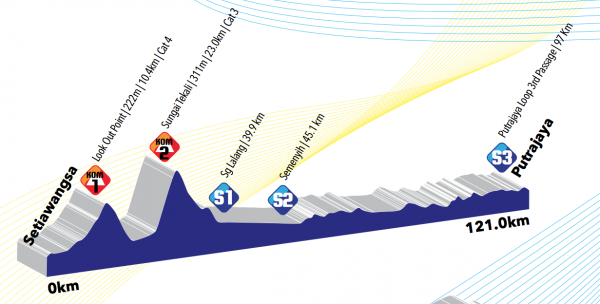 Setiawangsa
KOM
1
Look Out Point | 222m | 10.4km | Cat 4
KOM
2
Sungai Tekali | 311m | 23.0km | Cat 3
S1
Sg Lalang | 39.9 km
S2
Semenyih | 45.1 km
S3
Putrajaya Loop 3rd Passage | 97 Km
Putrajaya
0km
121.0km